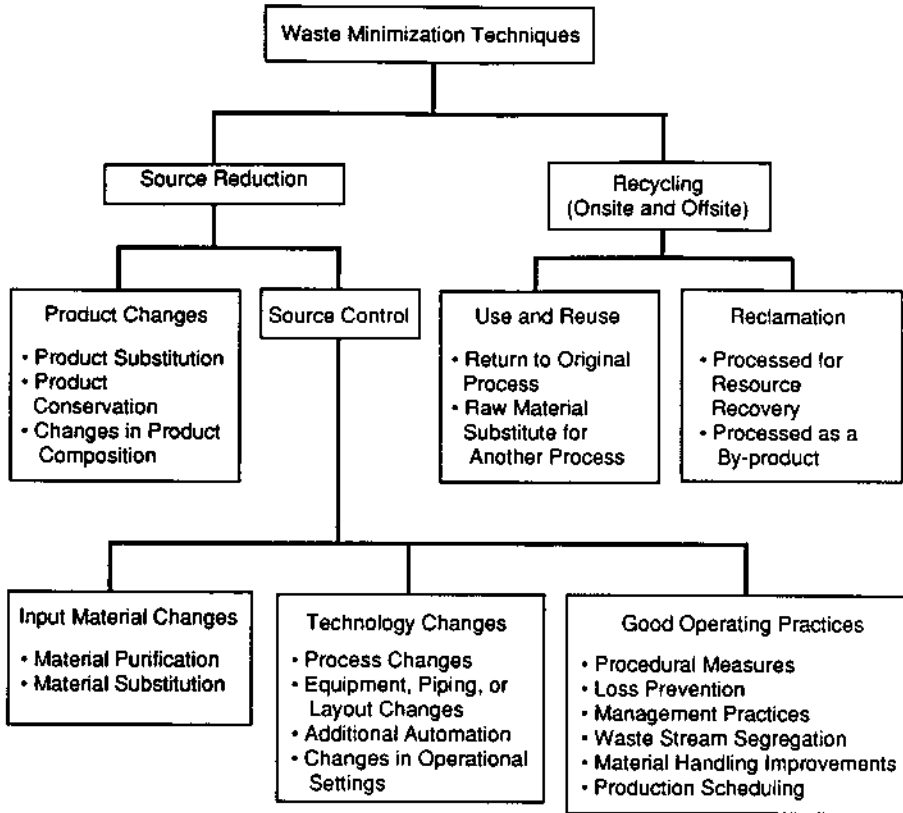 Waste Minimization Techniques
Source Reduction
Recycling
(Onsite and Offsite)
Product Changes
• Product Substitution
• Product
Conservation
• Changes in Product
Composition
Source Control
Use and Reuse
• Return to Original
Process
• Raw Material
Substitute for
Another Process
Reclamation
• Processed for
Resource
Recovery
• Processed as a
By-product
Input Material Changes
• Material Purification
• Material Substitution
Technology Changes
• Process Changes
• Equipment, Piping, or
Layout Changes
• Additional Automation
• Changes in Operational
Settings
Good Operating Practices
• Procedural Measures
• Loss Prevention
• Management Practices
• Waste Stream Segregation
• Material Handling Improvements
• Production Scheduling